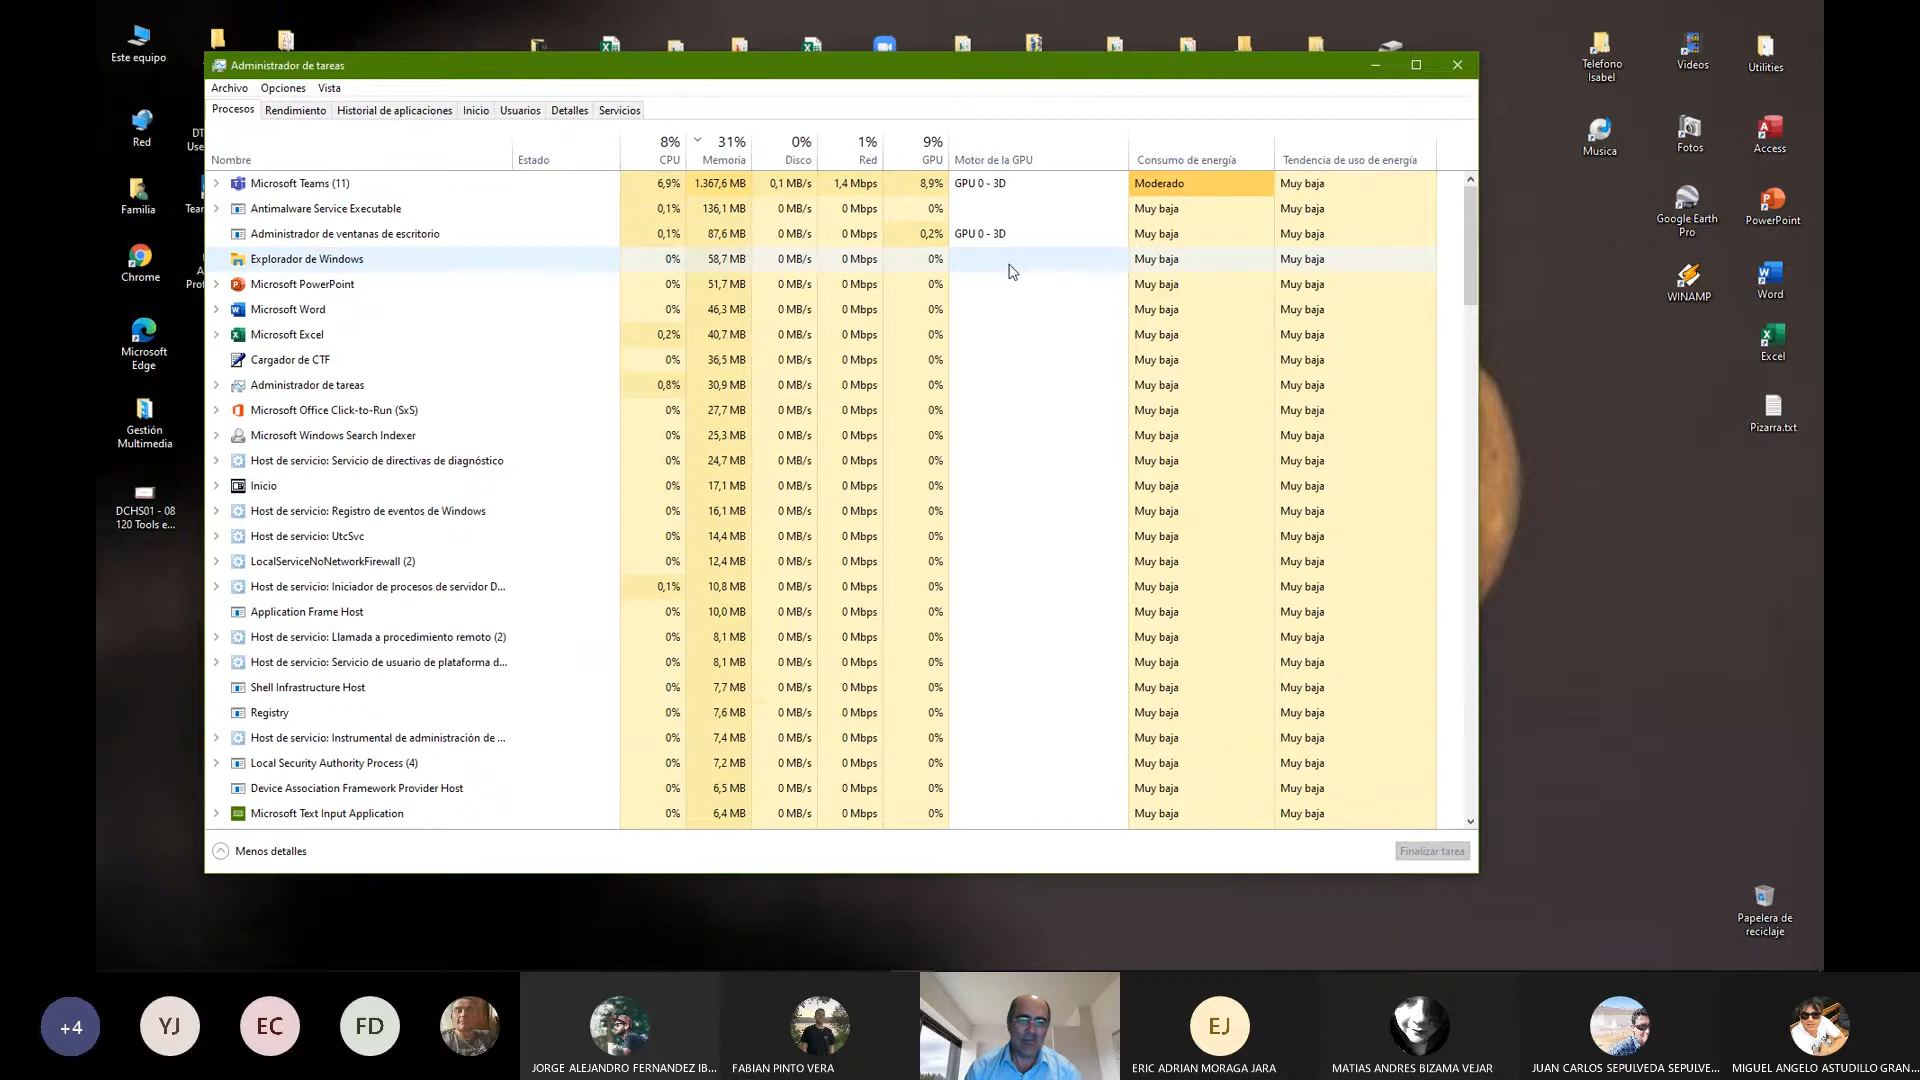 Este equipo
Red
Familia
Chrome
Microsoft
Edge
Gestión
Multimedia
DCHS01 - 08
120 Tools e...
Administrador de tareas
Archivo Opciones Vista
Procesos Rendimiento Historial de aplicaciones Inicio Usuarios Detalles Servicios
8% 31% 0% 1% 9%
Nombre Estado CPU Memoria Disco Red GPU Motor de la GPU Consumo de energía Tendencia de uso de energía
Microsoft Teams (11) 6,9% 1.367,6 MB 0,1 MB/s 1,4 Mbps 8,9% GPU 0 - 3D Moderado Muy baja
Antimalware Service Executable 0,1% 136,1 MB 0 MB/s 0 Mbps 0% Muy baja Muy baja
Administrador de ventanas de escritorio 0,1% 87,6 MB 0 MB/s 0 Mbps 0,2% GPU 0 - 3D Muy baja Muy baja
Explorador de Windows 0% 58,7 MB 0 MB/s 0 Mbps 0% Muy baja Muy baja
Microsoft PowerPoint 0% 51,7 MB 0 MB/s 0 Mbps 0% Muy baja Muy baja
Microsoft Word 0% 46,3 MB 0 MB/s 0 Mbps 0% Muy baja Muy baja
Microsoft Excel 0,2% 40,7 MB 0 MB/s 0 Mbps 0% Muy baja Muy baja
Cargador de CTF 0% 36,5 MB 0 MB/s 0 Mbps 0% Muy baja Muy baja
Administrador de tareas 0,8% 30,9 MB 0 MB/s 0 Mbps 0% Muy baja Muy baja
Microsoft Office Click-to-Run (SxS) 0% 27,7 MB 0 MB/s 0 Mbps 0% Muy baja Muy baja
Microsoft Windows Search Indexer 0% 25,3 MB 0 MB/s 0 Mbps 0% Muy baja Muy baja
Host de servicio: Servicio de directivas de diagnóstico 0% 24,7 MB 0 MB/s 0 Mbps 0% Muy baja Muy baja
Inicio 0% 17,1 MB 0 MB/s 0 Mbps 0% Muy baja Muy baja
Host de servicio: Registro de eventos de Windows 0% 16,1 MB 0 MB/s 0 Mbps 0% Muy baja Muy baja
Host de servicio: UtcSvc 0% 14,4 MB 0 MB/s 0 Mbps 0% Muy baja Muy baja
LocalServiceNoNetworkFirewall (2) 0% 12,4 MB 0 MB/s 0 Mbps 0% Muy baja Muy baja
Host de servicio: Iniciador de procesos de servidor D... 0,1% 10,8 MB 0 MB/s 0 Mbps 0% Muy baja Muy baja
Application Frame Host 0% 10,0 MB 0 MB/s 0 Mbps 0% Muy baja Muy baja
Host de servicio: Llamada a procedimiento remoto (2) 0% 8,1 MB 0 MB/s 0 Mbps 0% Muy baja Muy baja
Host de servicio: Servicio de usuario de plataforma d... 0% 8,1 MB 0 MB/s 0 Mbps 0% Muy baja Muy baja
Shell Infrastructure Host 0% 7,7 MB 0 MB/s 0 Mbps 0% Muy baja Muy baja
Registry 0% 7,6 MB 0 MB/s 0 Mbps 0% Muy baja Muy baja
Host de servicio: Instrumental de administración de ... 0% 7,4 MB 0 MB/s 0 Mbps 0% Muy baja Muy baja
Local Security Authority Process (4) 0% 7,2 MB 0 MB/s 0 Mbps 0% Muy baja Muy baja
Device Association Framework Provider Host 0% 6,5 MB 0 MB/s 0 Mbps 0% Muy baja Muy baja
Microsoft Text Input Application 0% 6,4 MB 0 MB/s 0 Mbps 0% Muy baja Muy baja
Menos detalles
Finalizar tarea
Telefono
Isabel
Videos
Utilities
Musica
Fotos
Access
Google Earth
Pro
PowerPoint
WINAMP
Word
Excel
Pizarra.txt
Papelera de
reciclaje
+4 YJ EC FD EJ
JORGE ALEJANDRO FERNANDEZ IB... FABIAN PINTO VERA ERIC ADRIAN MORAGA JARA MATIAS ANDRES BIZAMA VEJAR JUAN CARLOS SEPULVEDA SEPULVE... MIGUEL ANGELO ASTUDILLO GRAN...